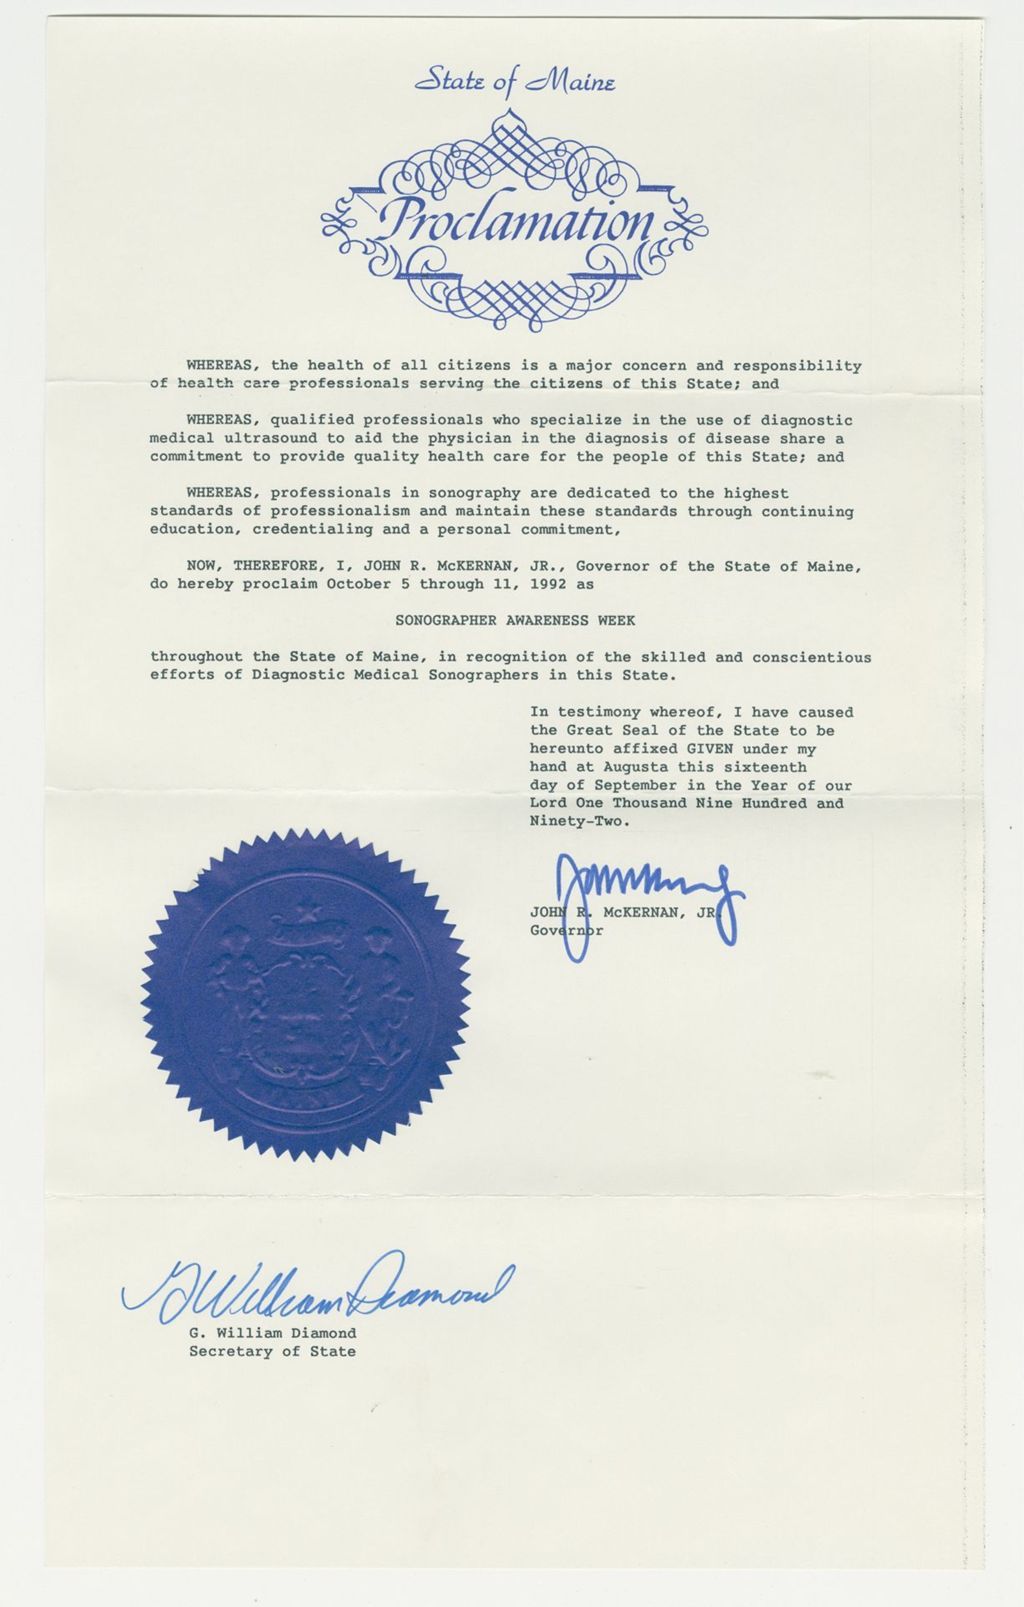 State of Maine
Proclamation
WHEREAS, the health of all citizens is a major concern and responsibility
of health care professionals serving the citizens of this State; and
WHEREAS, qualified professionals who specialize in the use of diagnostic
medical ultrasound to aid the physician in the diagnosis of disease share a
commitment to provide quality health care for the people of this State; and
WHEREAS, professionals in sonography are dedicated to the highest
standards of professionalism and maintain these standards through continuing
education, credentialing and a personal commitment,
NOW, THEREFORE, I, JOHN R. McKERNAN, JR., Governor of the State of Maine,
do hereby proclaim October 5 through 11, 1992 as
SONOGRAPHER AWARENESS WEEK
throughout the State of Maine, in recognition of the skilled and conscientious
efforts of Diagnostic Medical Sonographers in this State.
In testimony whereof, I have caused
the Great Seal of the State to be
hereunto affixed GIVEN under my
hand at Augusta this sixteenth
day of September in the Year of our
Lord One Thousand Nine Hundred and
Ninety-Two.
JOHN R. McKERNAN, JR.
Governor
G William Diamond
G. William Diamond
Secretary of State